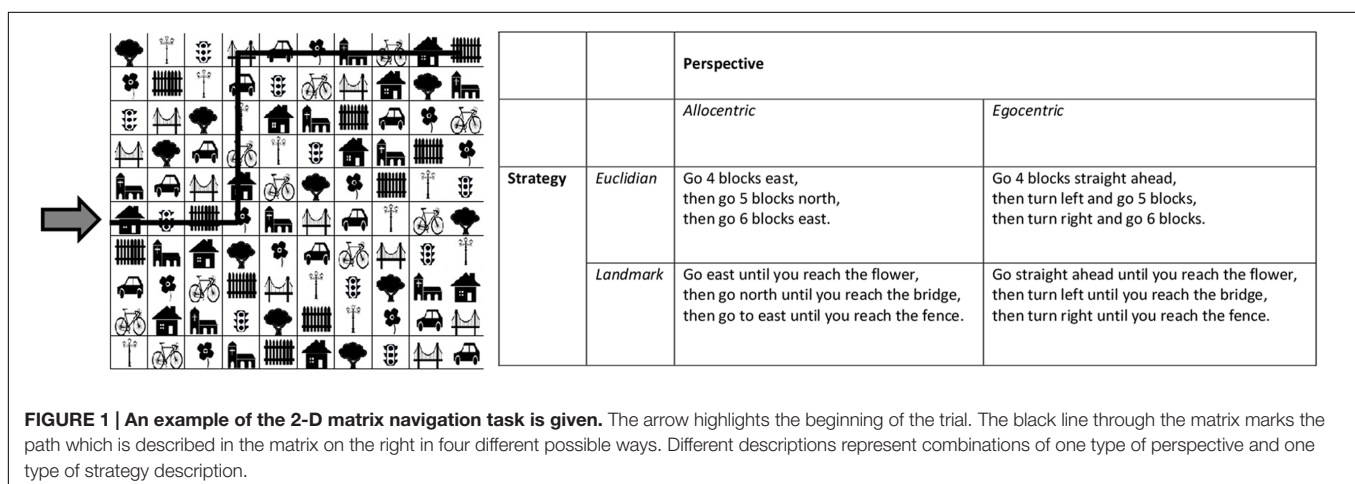 Perspective
Allocentric Egocentric
Strategy Euclidian Go 4 blocks east, Go 4 blocks straight ahead,
then go 5 blocks north, then turn left and go 5 blocks,
then go 6 blocks east. then turn right and go 6 blocks.
Landmark Go east until you reach the flower, Go straight ahead until you reach the flower,
then go north until you reach the bridge, then turn left until you reach the bridge,
then go to east until you reach the fence. then turn right until you reach the fence.
FIGURE 1 | An example of the 2-D matrix navigation task is given. The arrow highlights the beginning of the trial. The black line through the matrix marks the
path which is described in the matrix on the right in four different possible ways. Different descriptions represent combinations of one type of perspective and one
type of strategy description.